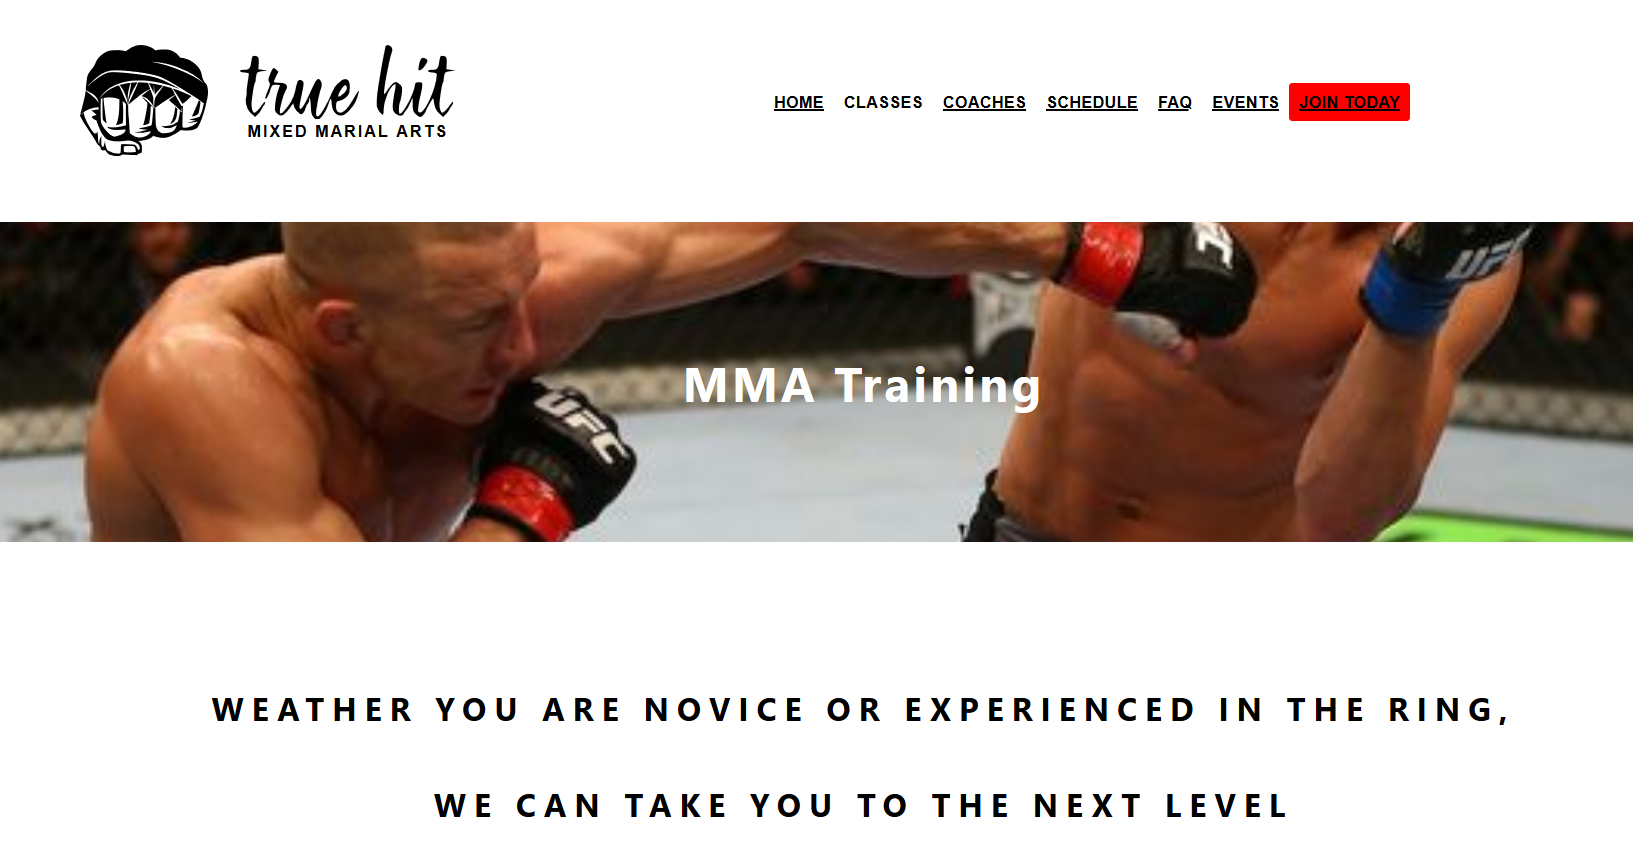 true hit
MIXED MARIAL ARTS
HOME CLASSES COACHES SCHEDULE FAQ EVENTS JOIN TODAY
UFC
UFC
MMA Training
WEATHER YOU ARE NOVICE OR EXPERIENCED IN THE RING,
WE CAN TAKE YOU TO THE NEXT LEVEL